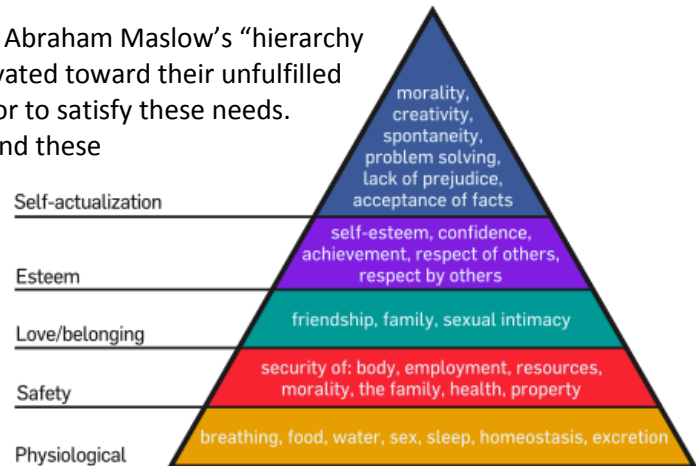 Abraham Maslow’s “hierarchy
vated toward their unfulfilled
or to satisfy these needs.
nd these
morality,
creativity,
spontaneity,
problem solving,
lack of prejudice,
acceptance of facts
Self-actualization
self-esteem, confidence,
achievement, respect of others,
respect by others
Esteem
friendship, family, sexual intimacy
Love/belonging
security of: body, employment, resources,
morality, the family, health, property
Safety
breathing, food, water, sex, sleep, homeostasis, excretion
Physiological